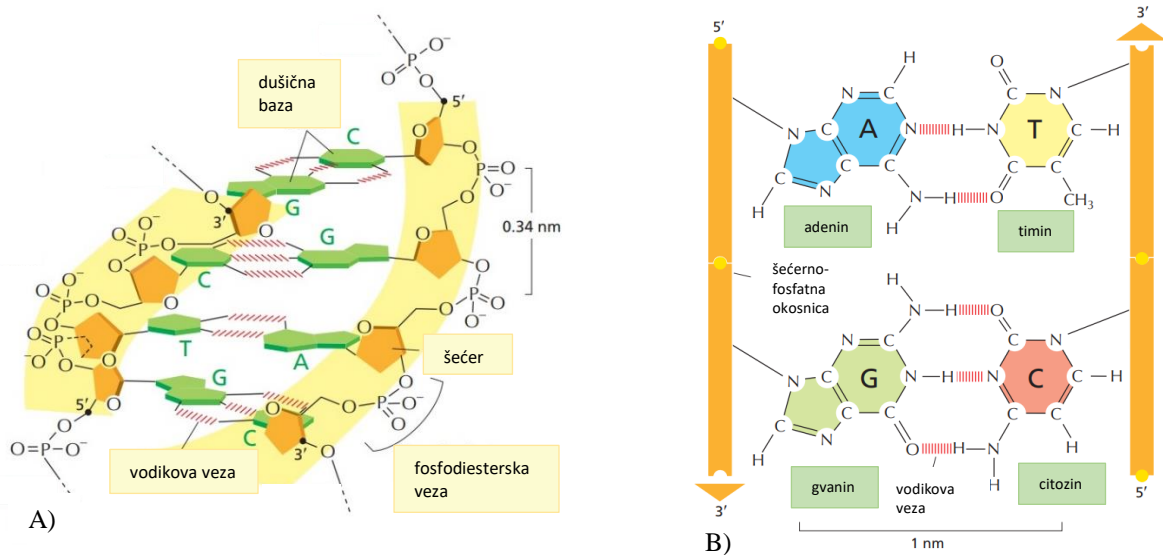 dušična
baza
5′
O
P
O⁻
O
O
C
O
O
P
O
O⁻
O
0.34 nm
O
3′
G
O
O⁻
O
P
O
O
G
O
C
O
O
P
O
O⁻
O
T
A
šećer
O
O
P
O
O⁻
G
5′
O
O
P
O⁻
O
C
O
3′
O
vodikova veza
fosfodiesterska
veza
A)
5′
3′
H
O
N
C
C
N
C
A
N
H
N
T
C
H
N
C
C
C
C
C
N
N
H
O
CH₃
H
H
adenin
timin
šećerno-
fosfatna
okosnica
H
N
H
O
N
C
C
N
N
C
G
N
H
N
C
C
H
C
C
C
C
C
N
O
H
N
H
H
H
gvanin
vodikova
veza
citozin
3′
5′
1 nm
B)